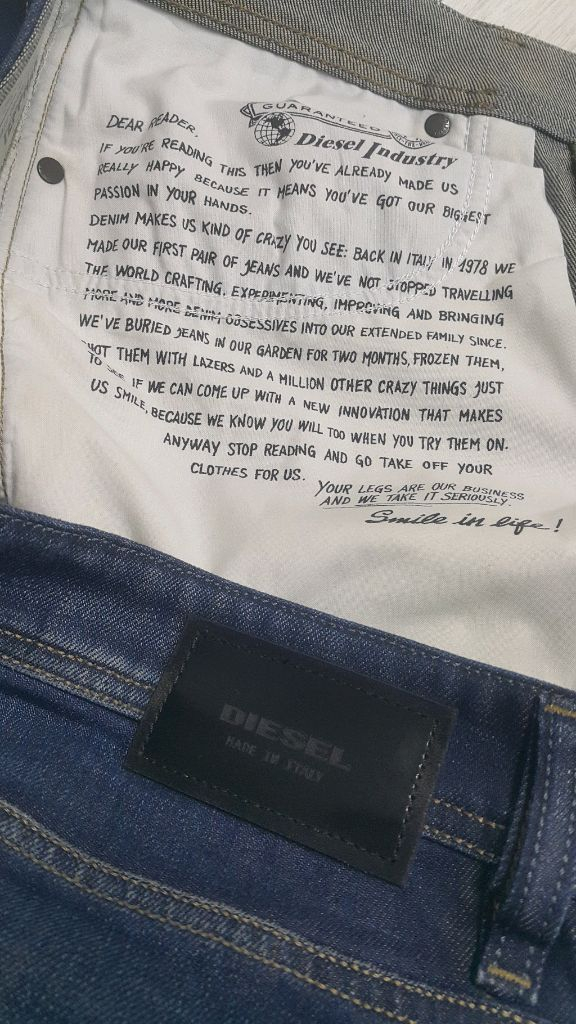 GUARANTEED
Diesel Industry
DEAR READER,
IF YOU'RE READING THIS THEN YOU'VE ALREADY MADE US
REALLY HAPPY BECAUSE IT MEANS YOU'VE GOT OUR BIGGEST
PASSION IN YOUR HANDS.
DENIM MAKES US KIND OF CRAZY YOU SEE: BACK IN ITALY IN 1978 WE
MADE OUR FIRST PAIR OF JEANS AND WE'VE NOT STOPPED TRAVELLING
THE WORLD CRAFTING, EXPERIMENTING, IMPROVING AND BRINGING
MORE AND MORE DENIM OBSESSIVES INTO OUR EXTENDED FAMILY SINCE.
WE'VE BURIED JEANS IN OUR GARDEN FOR TWO MONTHS, FROZEN THEM,
SHOT THEM WITH LAZERS AND A MILLION OTHER CRAZY THINGS JUST
TO SEE IF WE CAN COME UP WITH A NEW INNOVATION THAT MAKES
US SMILE, BECAUSE WE KNOW YOU WILL TOO WHEN YOU TRY THEM ON.
ANYWAY STOP READING AND GO TAKE OFF YOUR
CLOTHES FOR US.
YOUR LEGS ARE OUR BUSINESS
AND WE TAKE IT SERIOUSLY.
Smile in life!
DIESEL
MADE IN ITALY